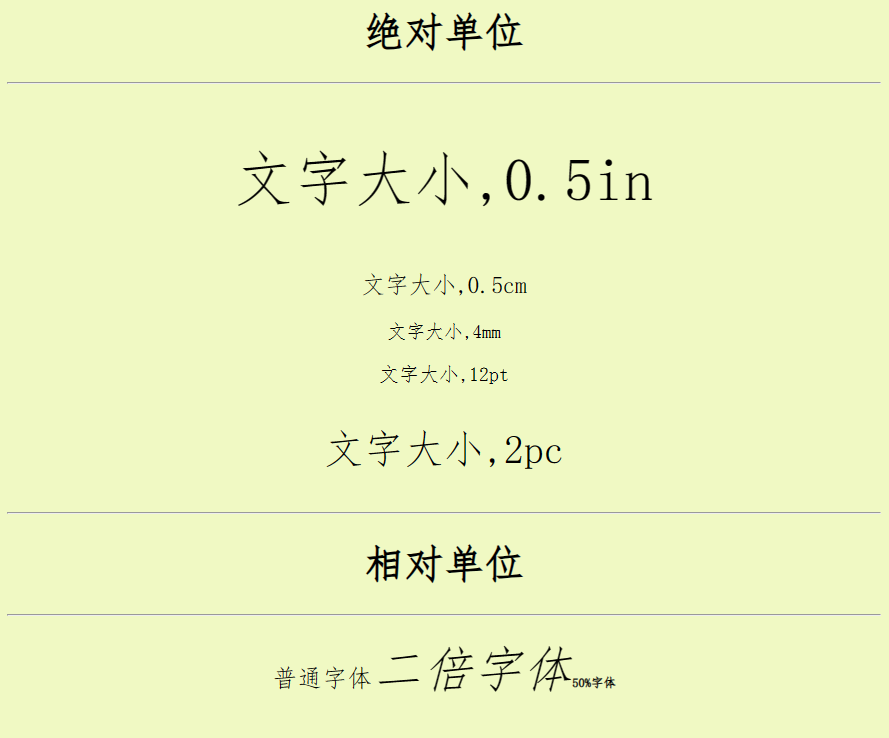 绝对单位
文字大小,0.5in
文字大小,0.5cm
文字大小,4mm
文字大小,12pt
文字大小,2pc
相对单位
普通字体 二倍字体50%字体